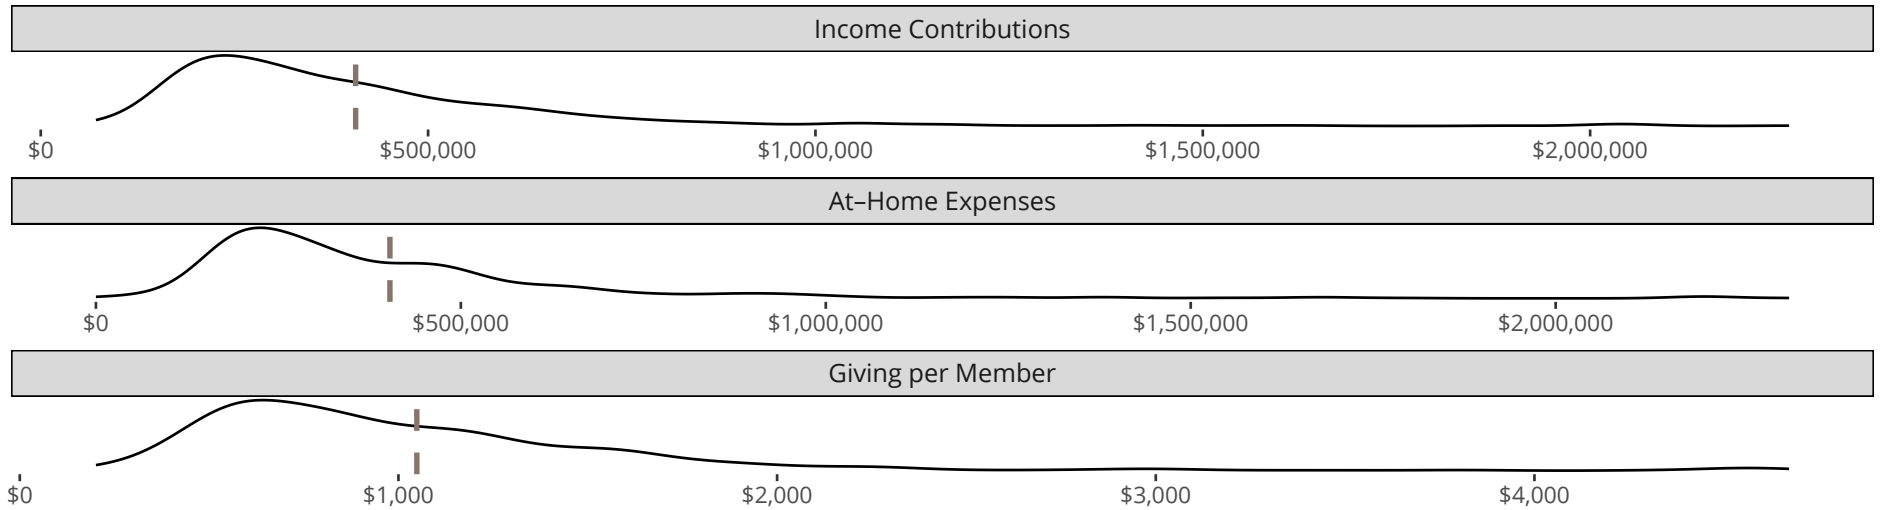 Income Contributions
$0 $500,000 $1,000,000 $1,500,000 $2,000,000
At–Home Expenses
$0 $500,000 $1,000,000 $1,500,000 $2,000,000
Giving per Member
$0 $1,000 $2,000 $3,000 $4,000